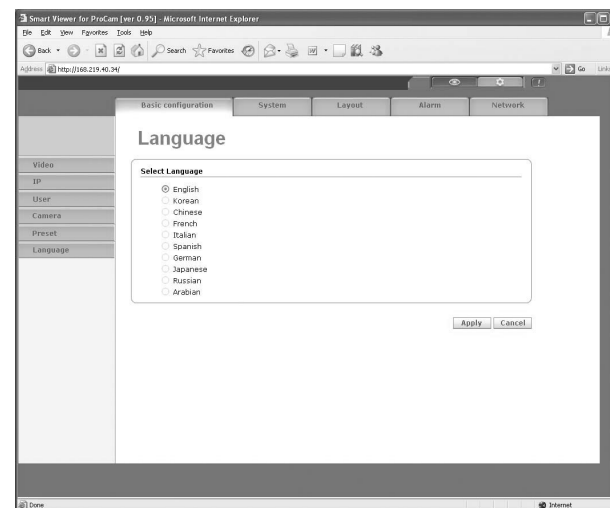 Smart Viewer for ProCam [ver 0.95] - Microsoft Internet Explorer
File Edit View Favorites Tools Help
Back Search Favorites
Address http://168.219.40.34/ Go Link
Basic configuration System Layout Alarm Network
Language
Video
IP
User
Camera
Preset
Language
Select Language
English
Korean
Chinese
French
Italian
Spanish
German
Japanese
Russian
Arabian
Apply Cancel
Done Internet